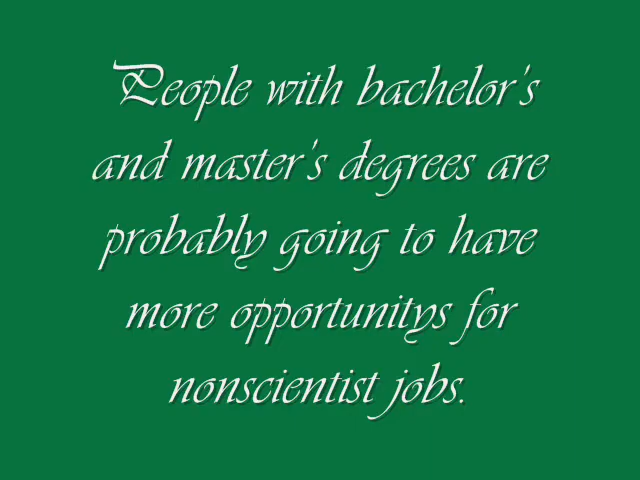 People with bachelor's
and master's degrees are
probably going to have
more opportunitys for
nonscientist jobs.